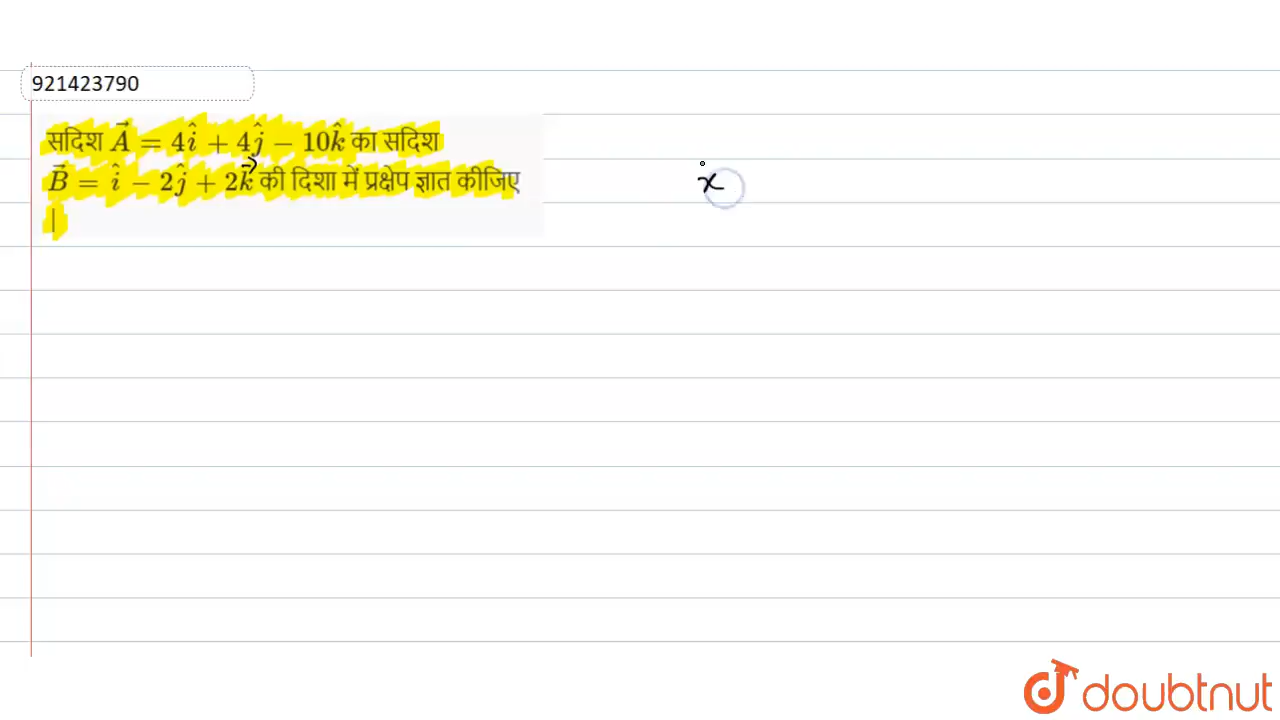 921423790
सदिश $\vec{A} = 4\hat{i} + 4\hat{j} - 10\hat{k}$ का सदिश
$\vec{B} = \hat{i} - 2\hat{j} + 2\hat{k}$ की दिशा में प्रक्षेप ज्ञात कीजिए
|
x
doubtnut